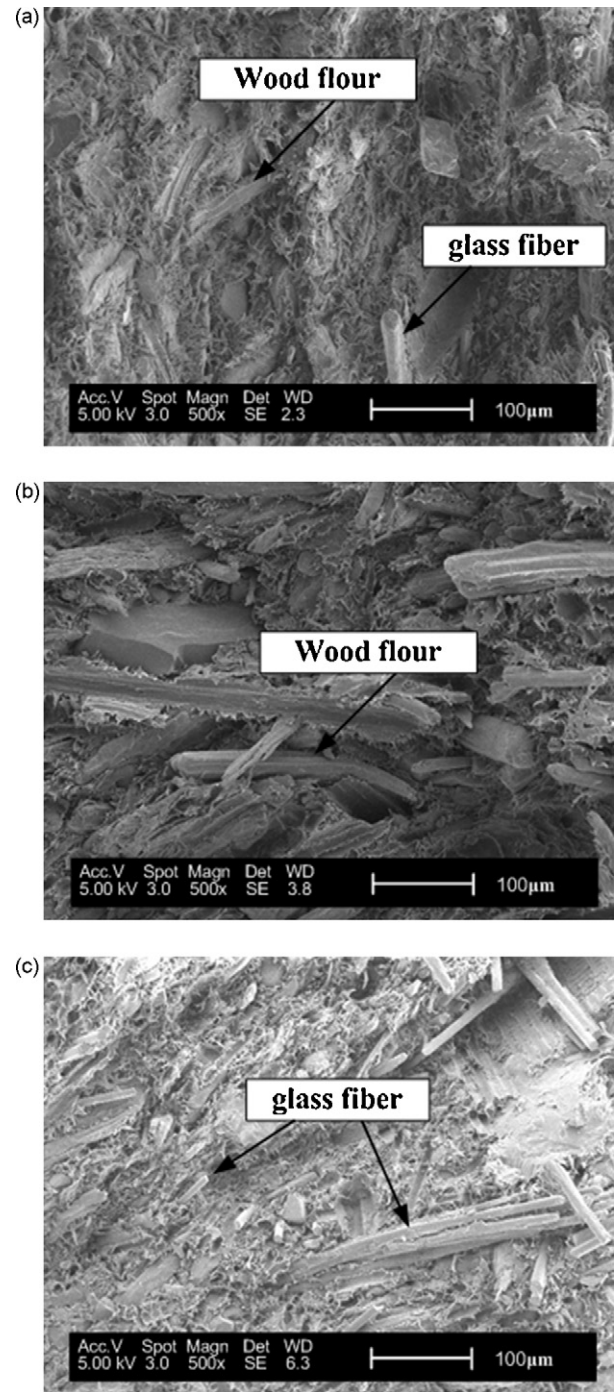 (a)
Wood flour
glass fiber
Acc.V Spot Magn Det WD
5.00 kV 3.0 500x SE 2.3
100µm
(b)
Wood flour
Acc.V Spot Magn Det WD
5.00 kV 3.0 500x SE 3.8
100µm
(c)
glass fiber
Acc.V Spot Magn Det WD
5.00 kV 3.0 500x SE 6.3
100µm